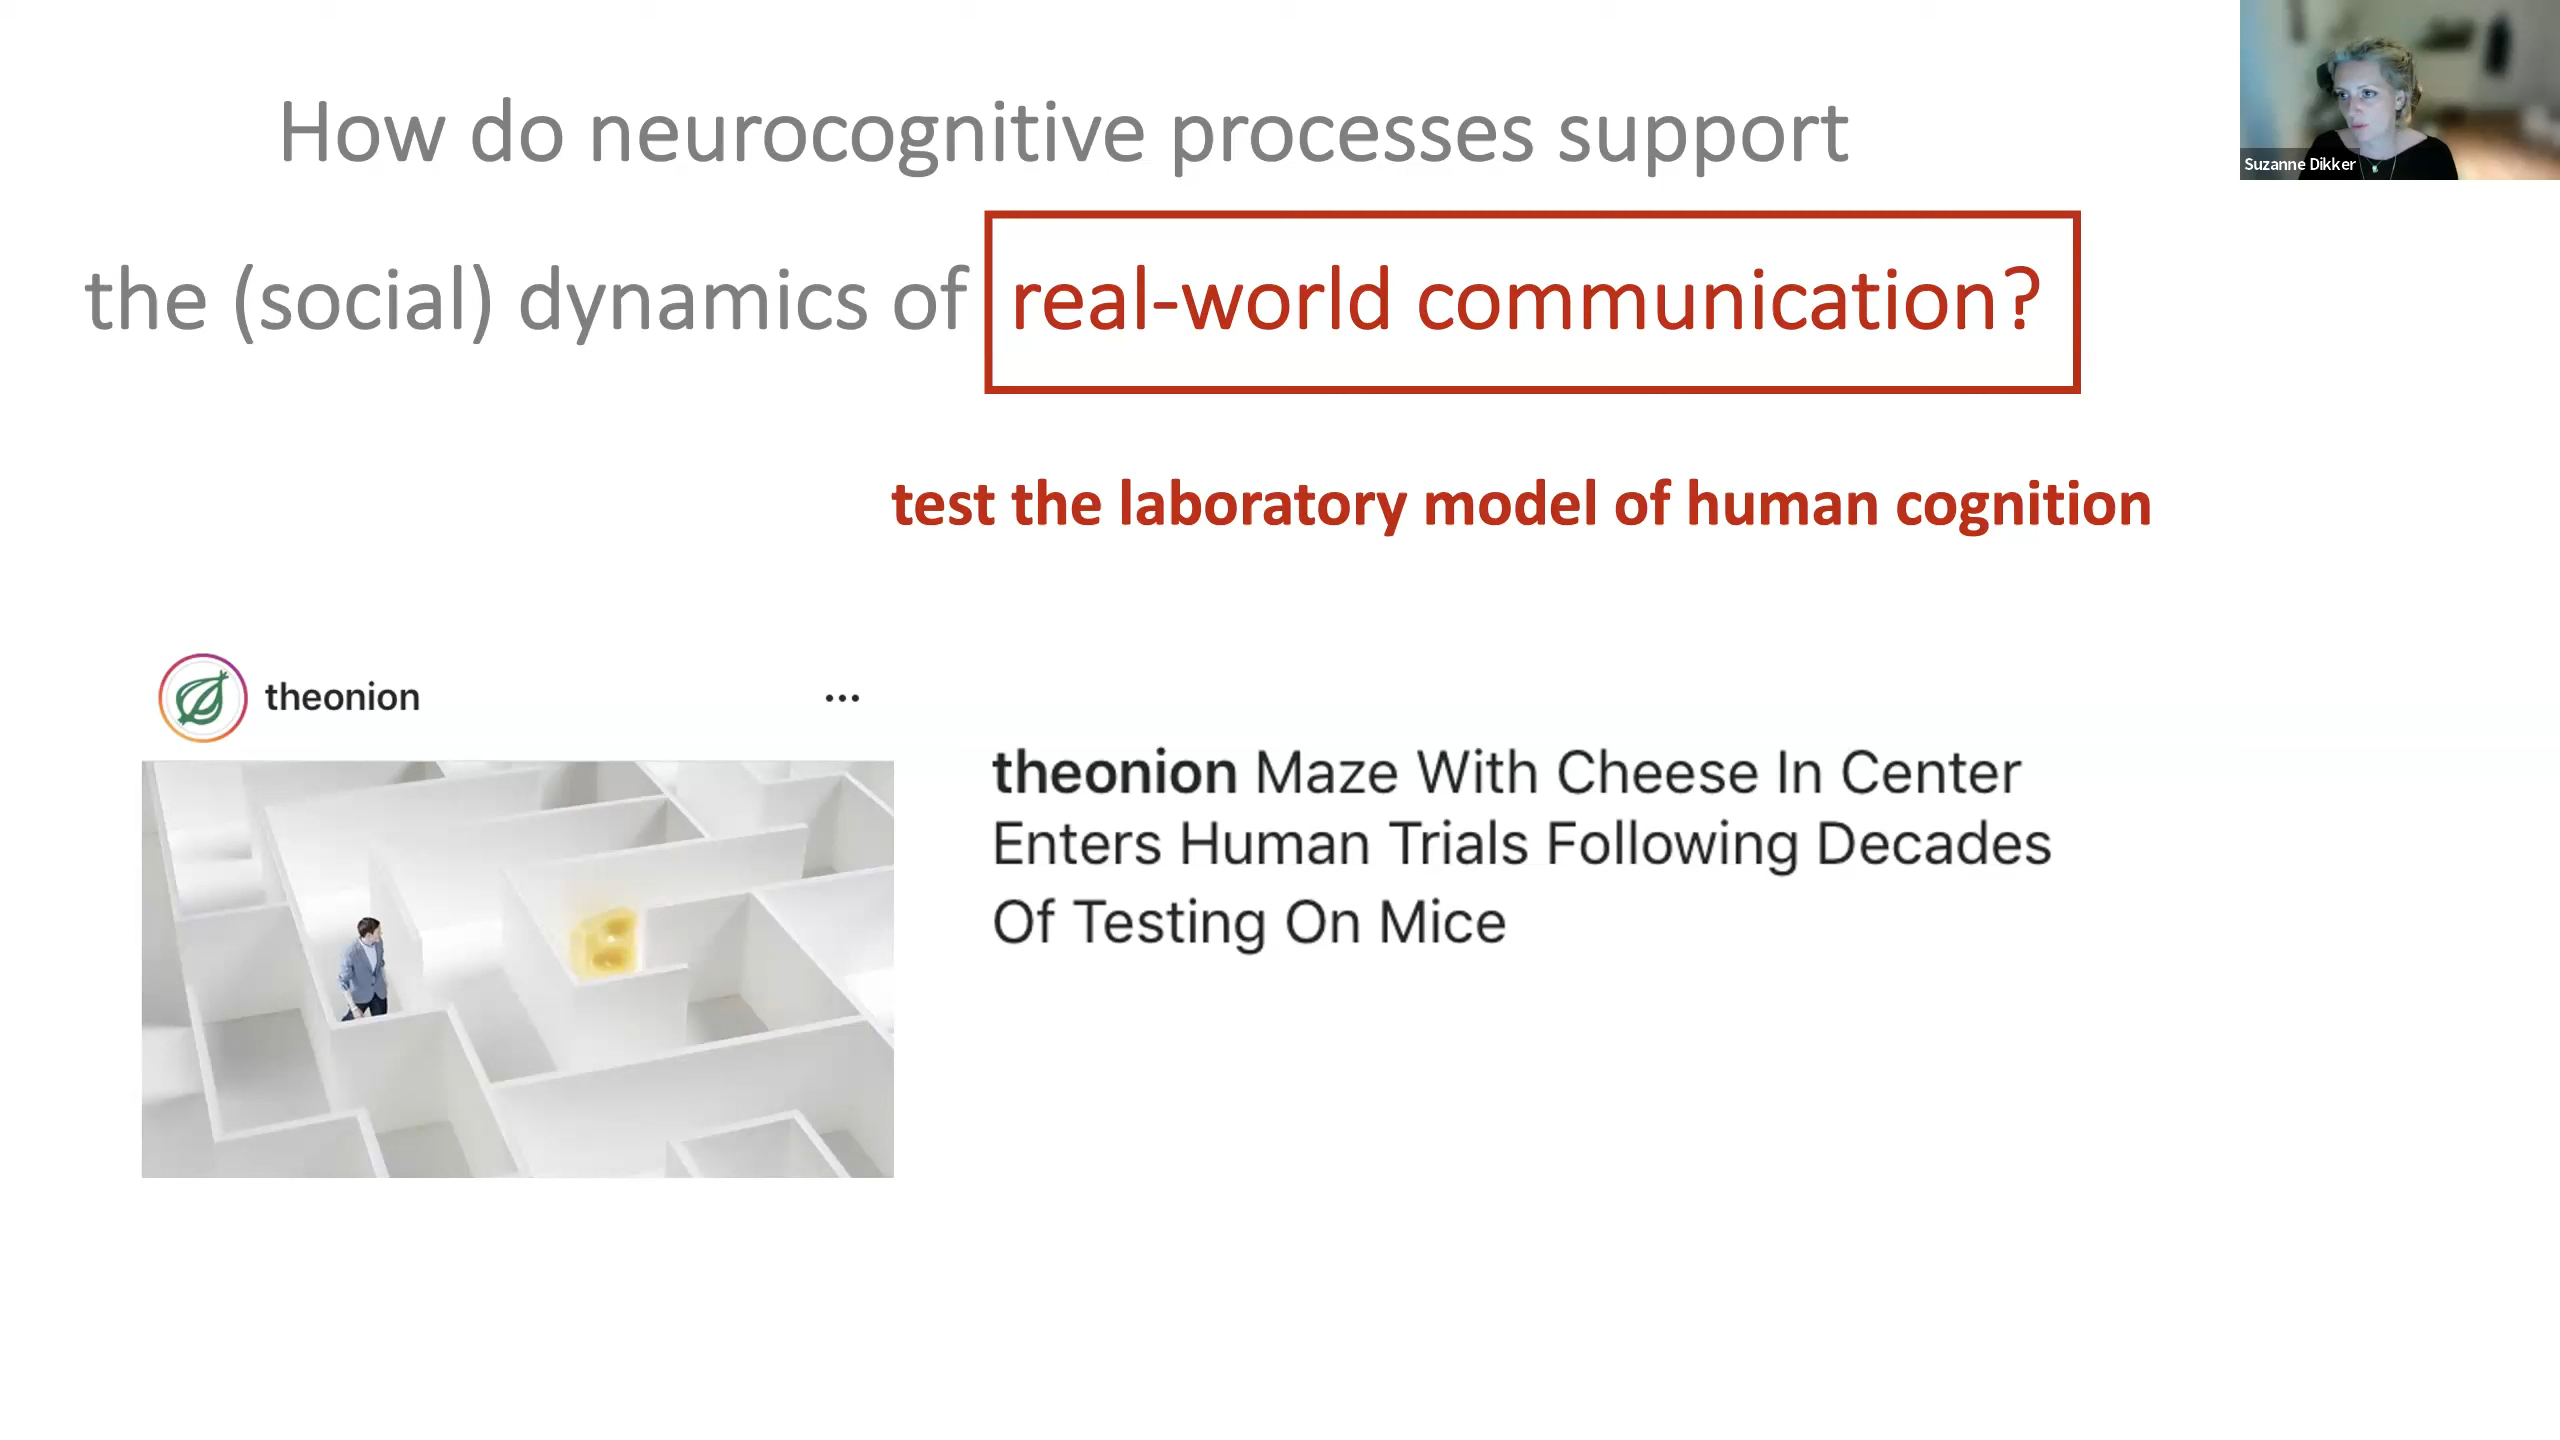 How do neurocognitive processes support
the (social) dynamics of real-world communication?
Suzanne Dikker
test the laboratory model of human cognition
theonion
theonion Maze With Cheese In Center
Enters Human Trials Following Decades
Of Testing On Mice